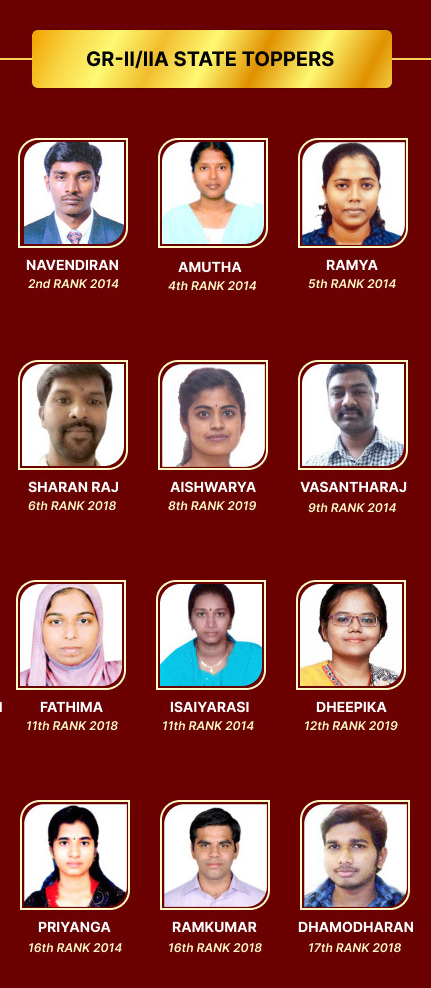 GR-II/IIA STATE TOPPERS
NAVENDIRAN
2nd RANK 2014
AMUTHA
4th RANK 2014
RAMYA
5th RANK 2014
SHARAN RAJ
6th RANK 2018
AISHWARYA
8th RANK 2019
VASANTHARAJ
9th RANK 2014
FATHIMA
11th RANK 2018
ISAIYARASI
11th RANK 2014
DHEEPIKA
12th RANK 2019
PRIYANGA
16th RANK 2014
RAMKUMAR
16th RANK 2018
DHAMODHARAN
17th RANK 2018